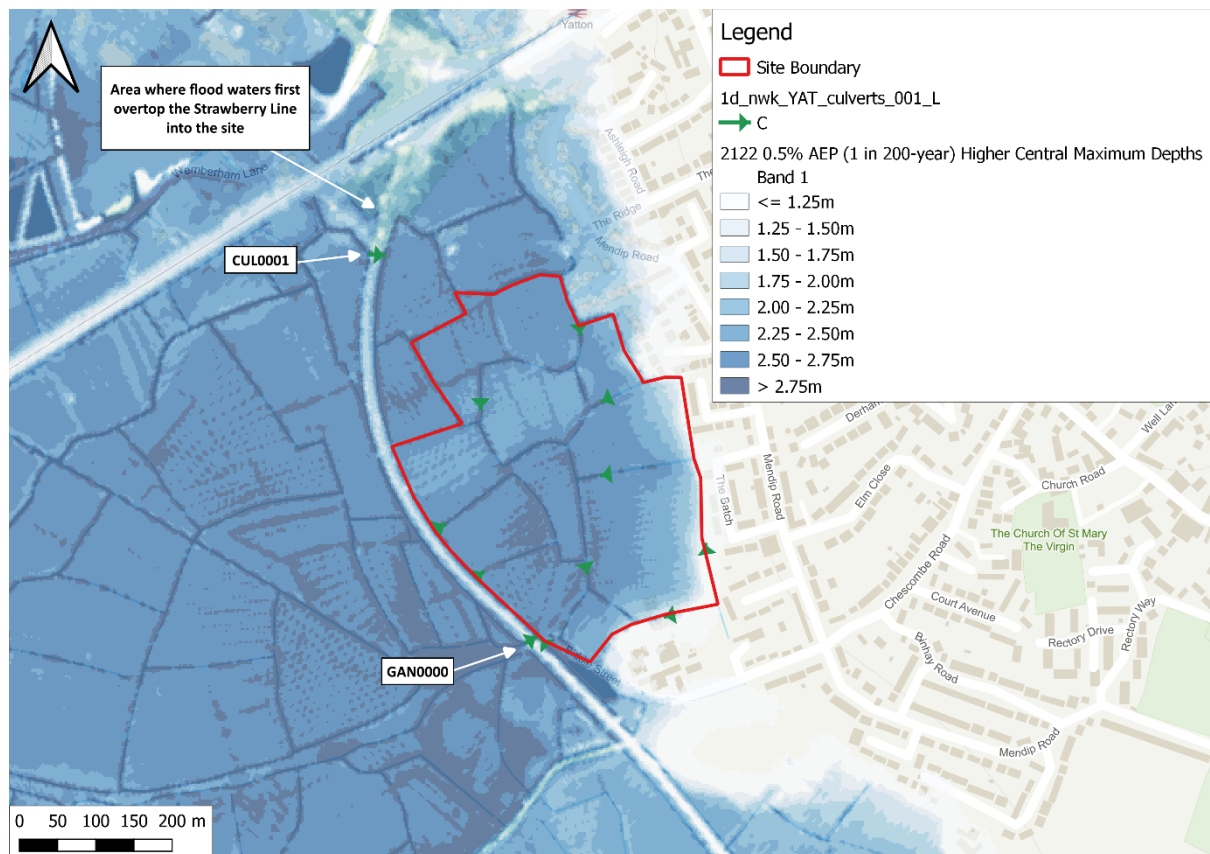 Yatton
Area where flood waters first
overtop the Strawberry Line
into the site
Wemberham Lane
CUL0001
Ashleigh Road
The Ridge
Mendip Road
Legend
Site Boundary
1d_nwk_YAT_culverts_001_L
C
2122 0.5% AEP (1 in 200-year) Higher Central Maximum Depths
Band 1
<= 1.25m
1.25 - 1.50m
1.50 - 1.75m
1.75 - 2.00m
2.00 - 2.25m
2.25 - 2.50m
2.50 - 2.75m
> 2.75m
Mendip Road
The Batch
Elm Close
Church Road
The Church Of St Mary
The Virgin
Chescombe Road
Court Avenue
Rectory Drive
Rectory Way
Binhay Road
Mendip Road
GAN0000
Street
0 50 100 150 200 m